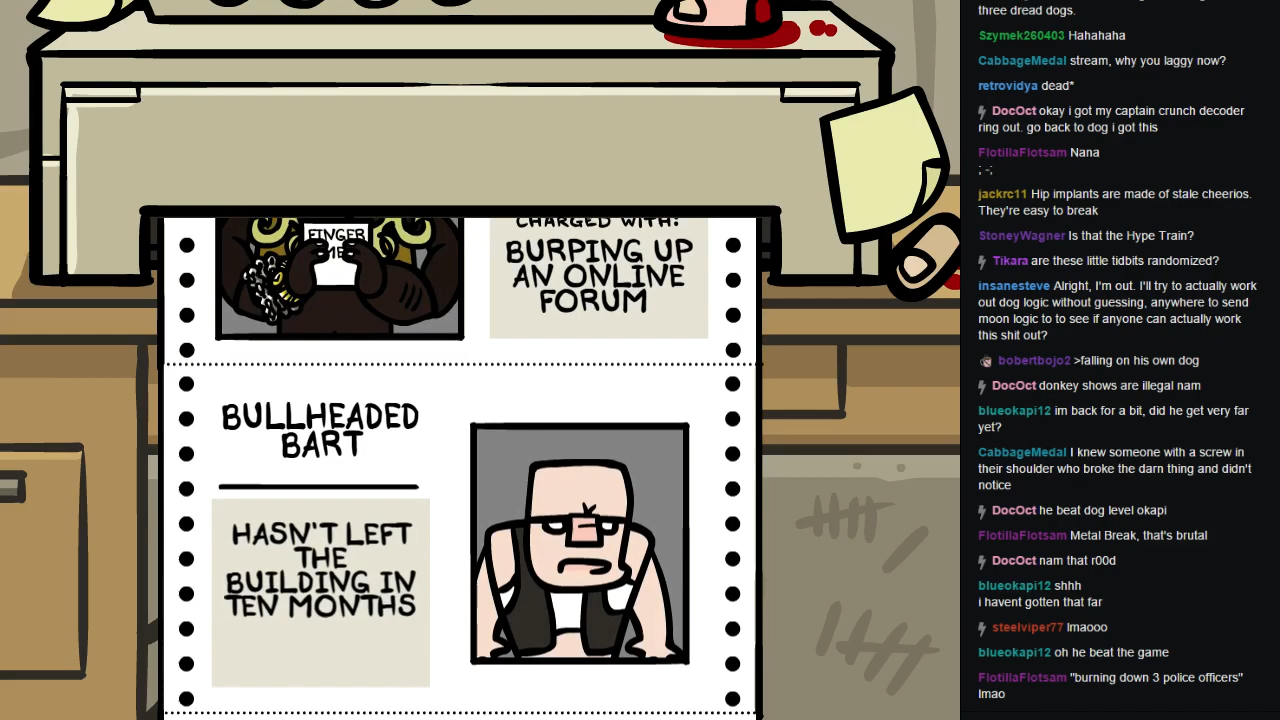 FINGER
CHARGED WITH:
BURPING UP
AN ONLINE
FORUM
BULLHEADED
BART
HASN'T LEFT
THE
BUILDING IN
TEN MONTHS
three dread dogs.
Szymek260403 Hahahaha
CabbageMedal stream, why you laggy now?
retrovidya dead*
DocOct okay i got my captain crunch decoder
ring out. go back to dog i got this
FlotillaFlotsam Nana
; -;
jackrc11 Hip implants are made of stale cheerios.
They're easy to break
StoneyWagner Is that the Hype Train?
Tikara are these little tidbits randomized?
insanesteve Alright, I'm out. I'll try to actually work
out dog logic without guessing, anywhere to send
moon logic to to see if anyone can actually work
this shit out?
bobertbojo2 >falling on his own dog
DocOct donkey shows are illegal nam
blueokapi12 im back for a bit, did he get very far
yet?
CabbageMedal I knew someone with a screw in
their shoulder who broke the darn thing and didn't
notice
DocOct he beat dog level okapi
FlotillaFlotsam Metal Break, that's brutal
DocOct nam that r00d
blueokapi12 shhh
i havent gotten that far
steelviper77 lmaooo
blueokapi12 oh he beat the game
FlotillaFlotsam "burning down 3 police officers"
lmao